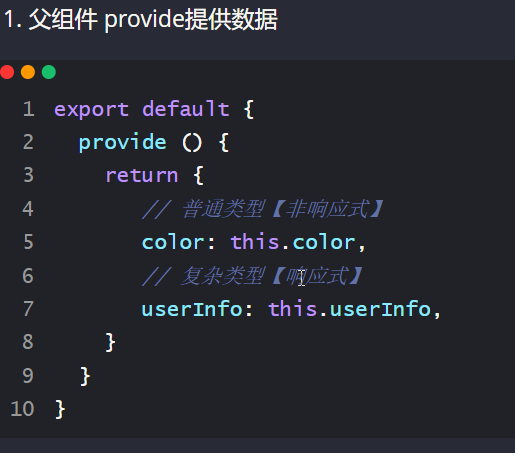 1. 父组件 provide提供数据
1 export default {
2 provide () {
3 return {
4 // 普通类型【非响应式】
5 color: this.color,
6 // 复杂类型【响应式】
7 userInfo: this.userInfo,
8 }
9 }
10 }